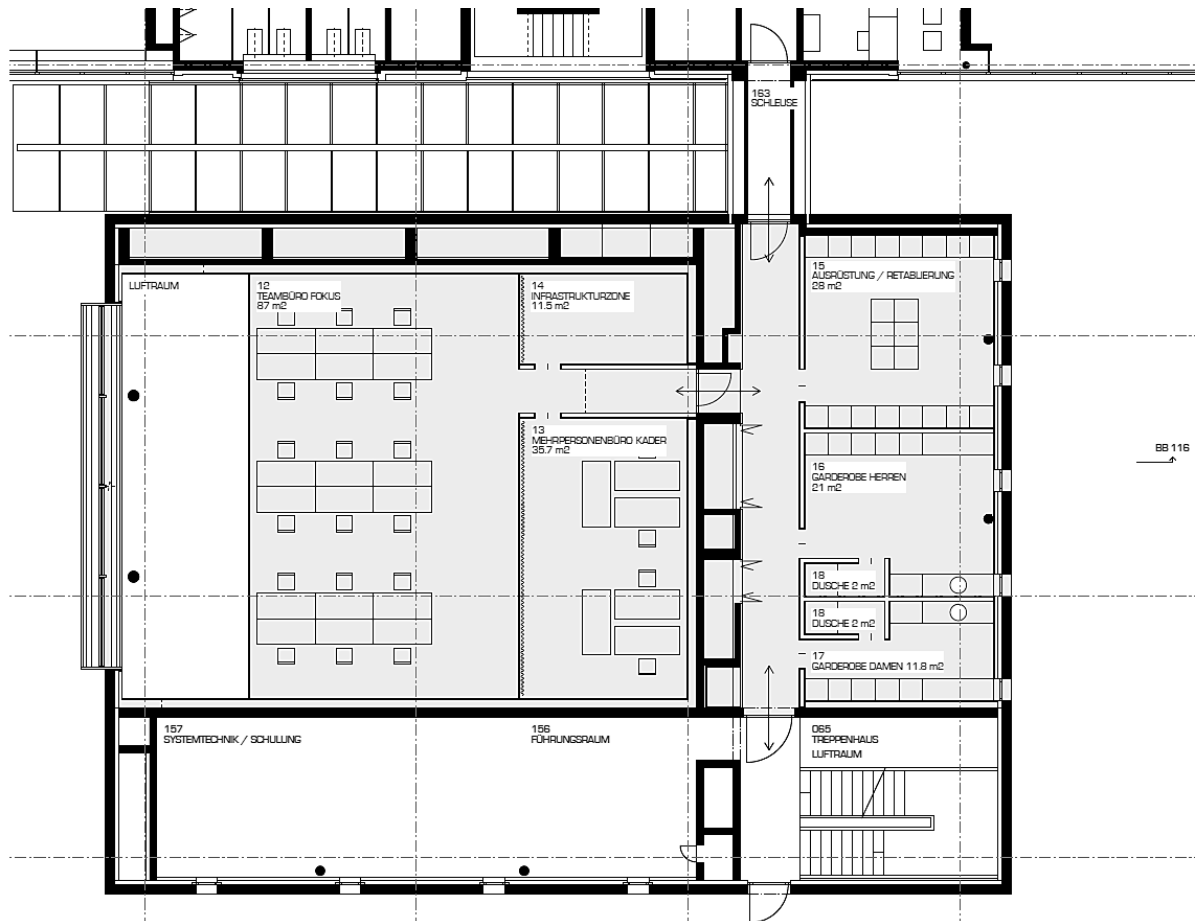 163
SCHLEUSE
LUFTRAUM
12
TEAMBÜRO FOKUS
87 m2
14
INFRASTRUKTURZONE
11.5 m2
15
AUSRÜSTUNG / RETABLIERUNG
28 m2
13
MEHRPERSONENBÜRO KADER
35.7 m2
BB 116
16
GARDEROBE HERREN
21 m2
18
DUSCHE 2 m2
18
DUSCHE 2 m2
17
GARDEROBE DAMEN 11.8 m2
157
SYSTEMTECHNIK / SCHULUNG
156
FÜHRUNGSRAUM
065
TREPPENHAUS
LUFTRAUM